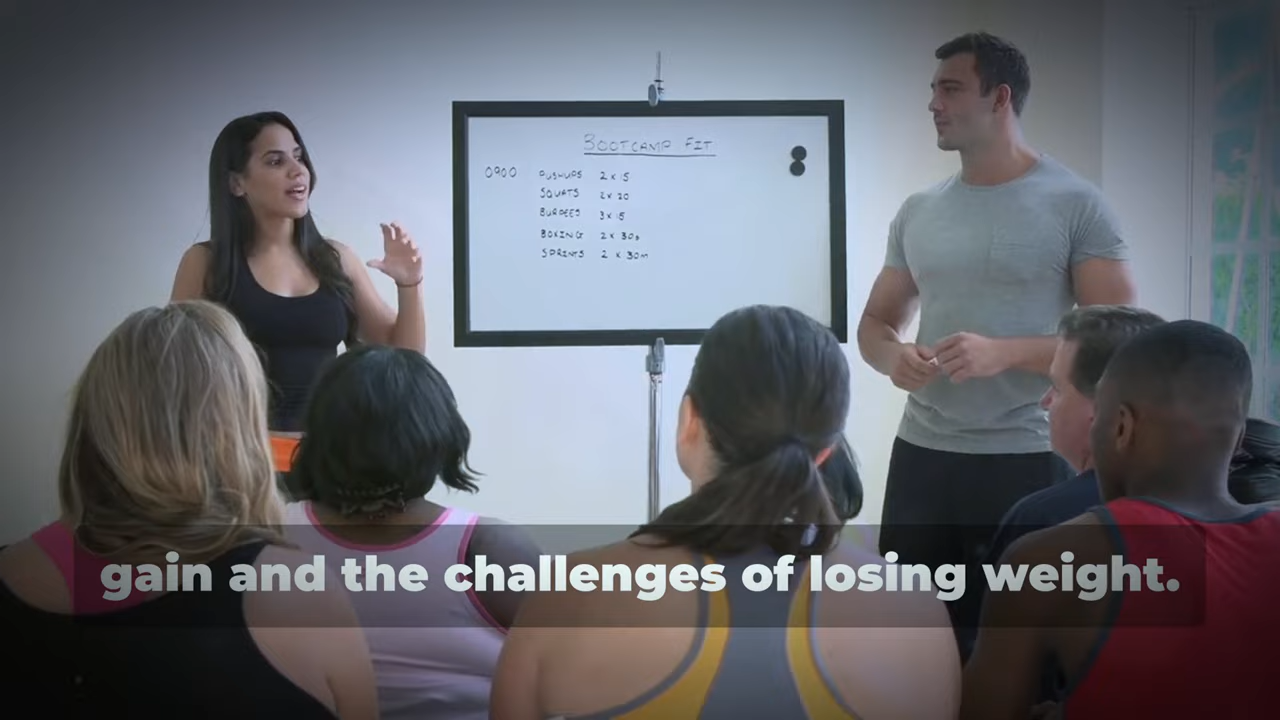 BOOTCAMP FIT
0900 PUSHUPS 2 x 15
SQUATS 2 x 20
BURPEES 3 x 15
BOXING 2 x 30s
SPRINTS 2 x 30m
gain and the challenges of losing weight.